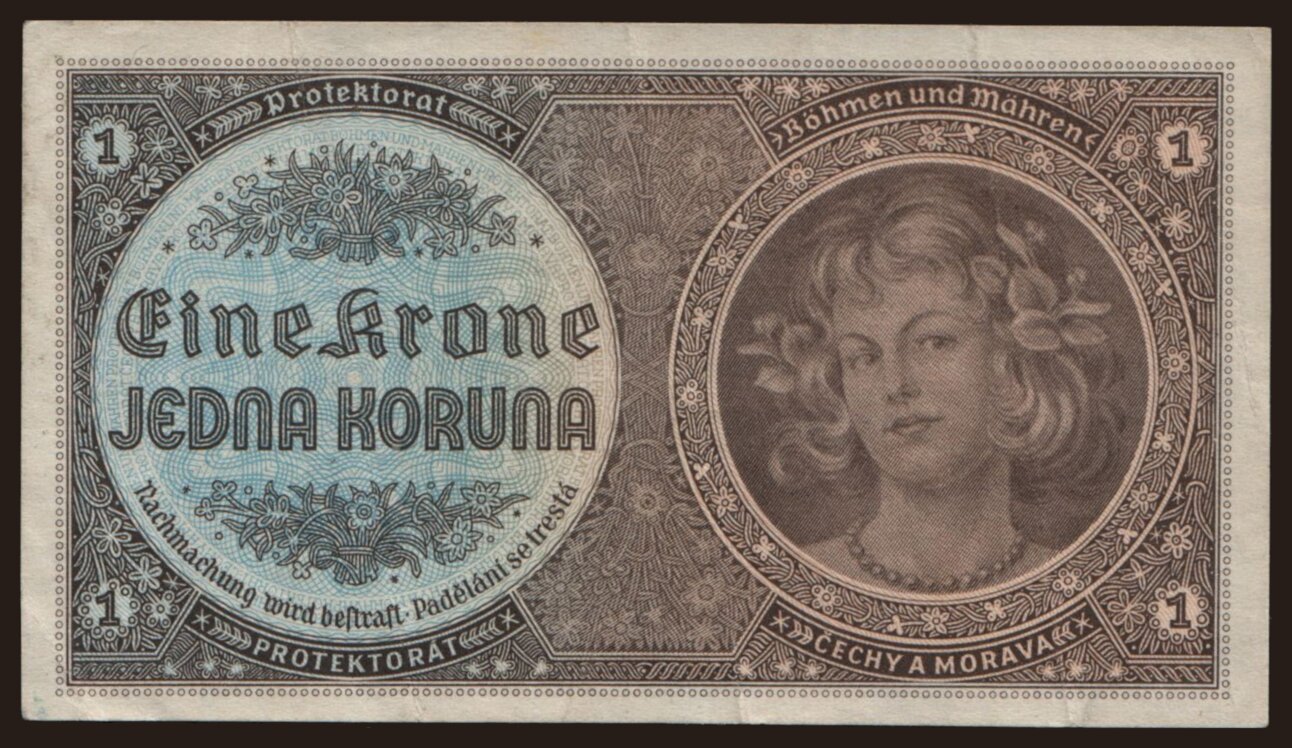 Protektorat
Böhmen und Mähren
1
1
Eine Krone
JEDNA KORUNA
Nachmachung wird bestraft · Padělání se trestá
1
1
PROTEKTORÁT
ČECHY A MORAVA